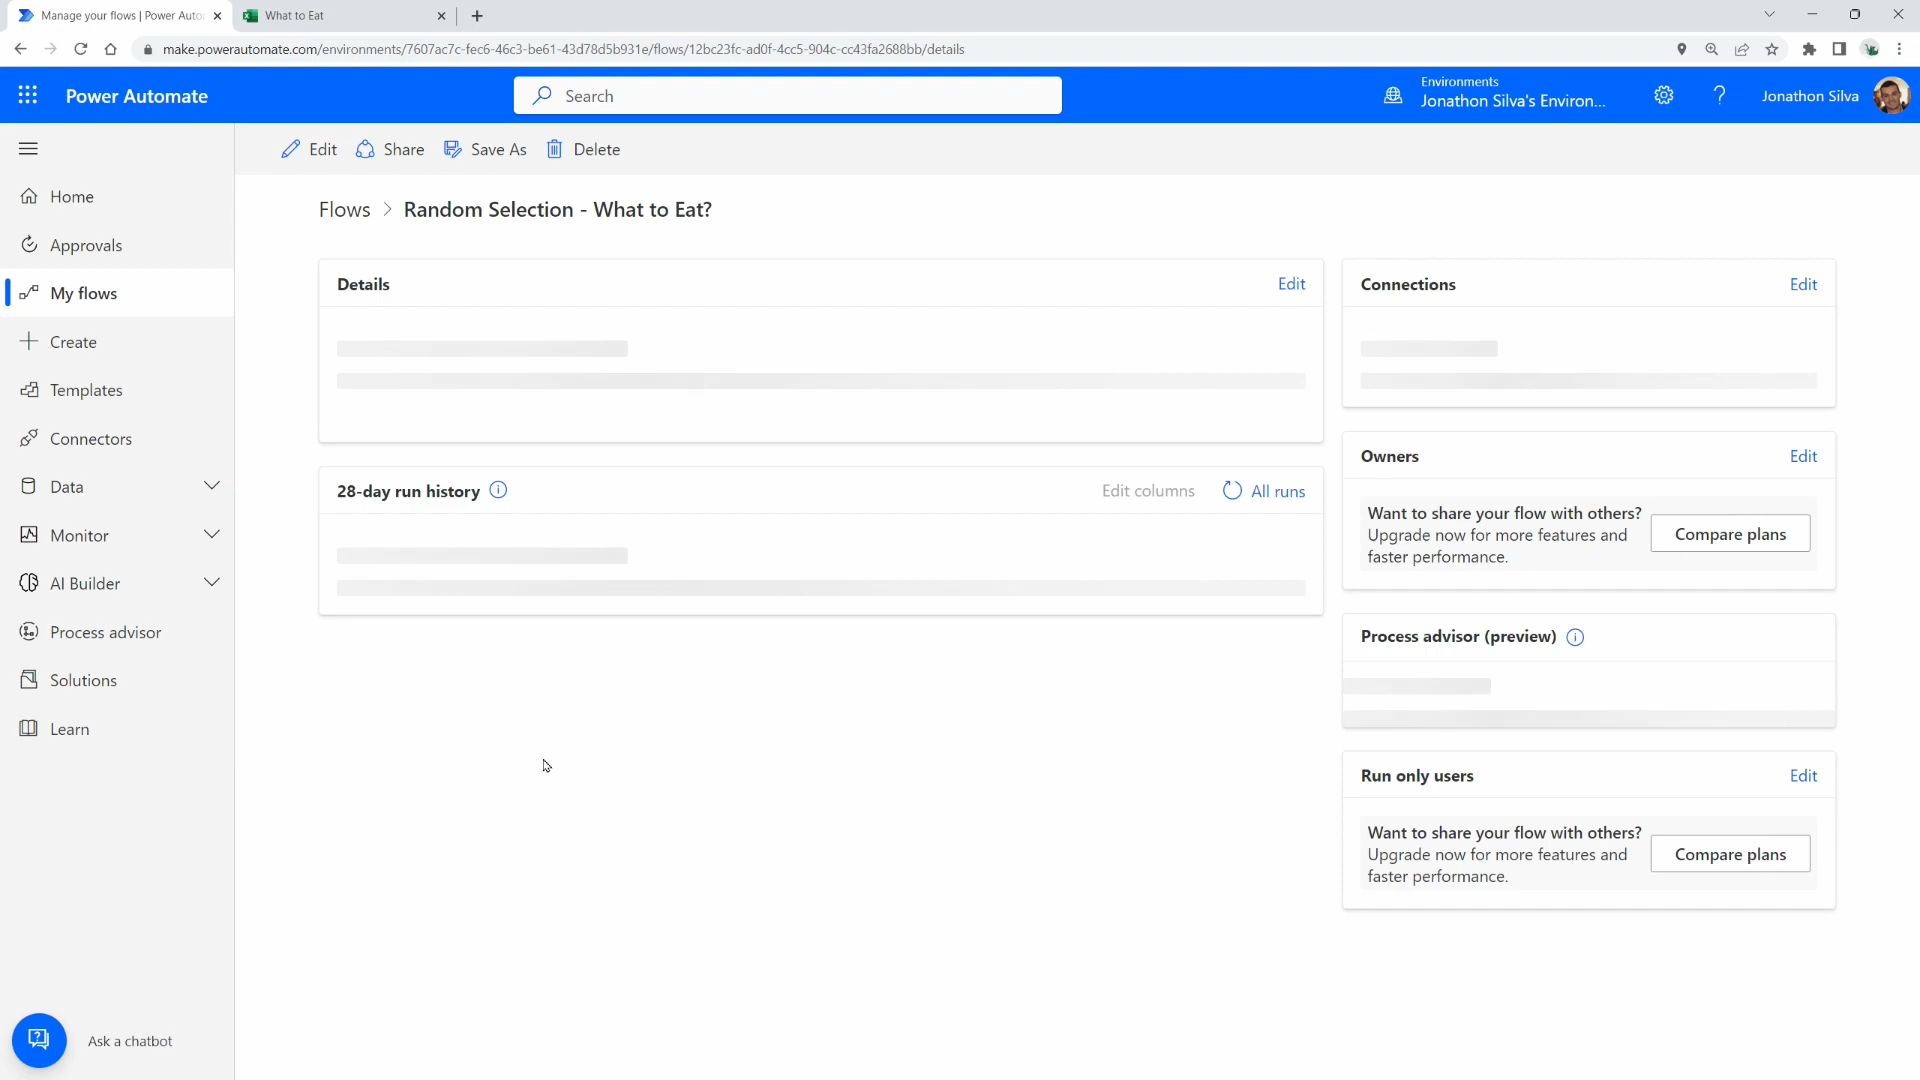 Manage your flows | Power Auto
What to Eat
make.powerautomate.com/environments/7607ac7c-fec6-46c3-be61-43d78d5b931e/flows/12bc23fc-ad0f-4cc5-904c-cc43fa2688bb/details
Power Automate
Search
Environments
Jonathon Silva's Environ...
Jonathon Silva
Edit
Share
Save As
Delete
Home
Approvals
My flows
Create
Templates
Connectors
Data
Monitor
AI Builder
Process advisor
Solutions
Learn
Ask a chatbot
Flows > Random Selection - What to Eat?
Details
Edit
28-day run history
Edit columns
All runs
Connections
Edit
Owners
Edit
Want to share your flow with others?
Upgrade now for more features and
faster performance.
Compare plans
Process advisor (preview)
Run only users
Edit
Want to share your flow with others?
Upgrade now for more features and
faster performance.
Compare plans